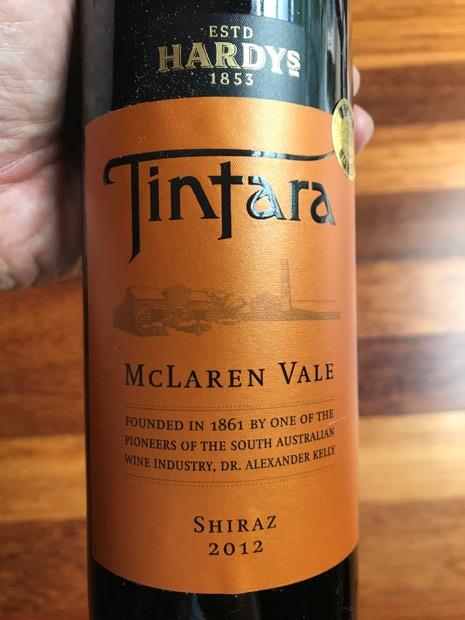 ESTD
HARDYS
1853
Tintara
McLAREN VALE
FOUNDED IN 1861 BY ONE OF THE
PIONEERS OF THE SOUTH AUSTRALIAN
WINE INDUSTRY, DR. ALEXANDER KELLY
SHIRAZ
2012